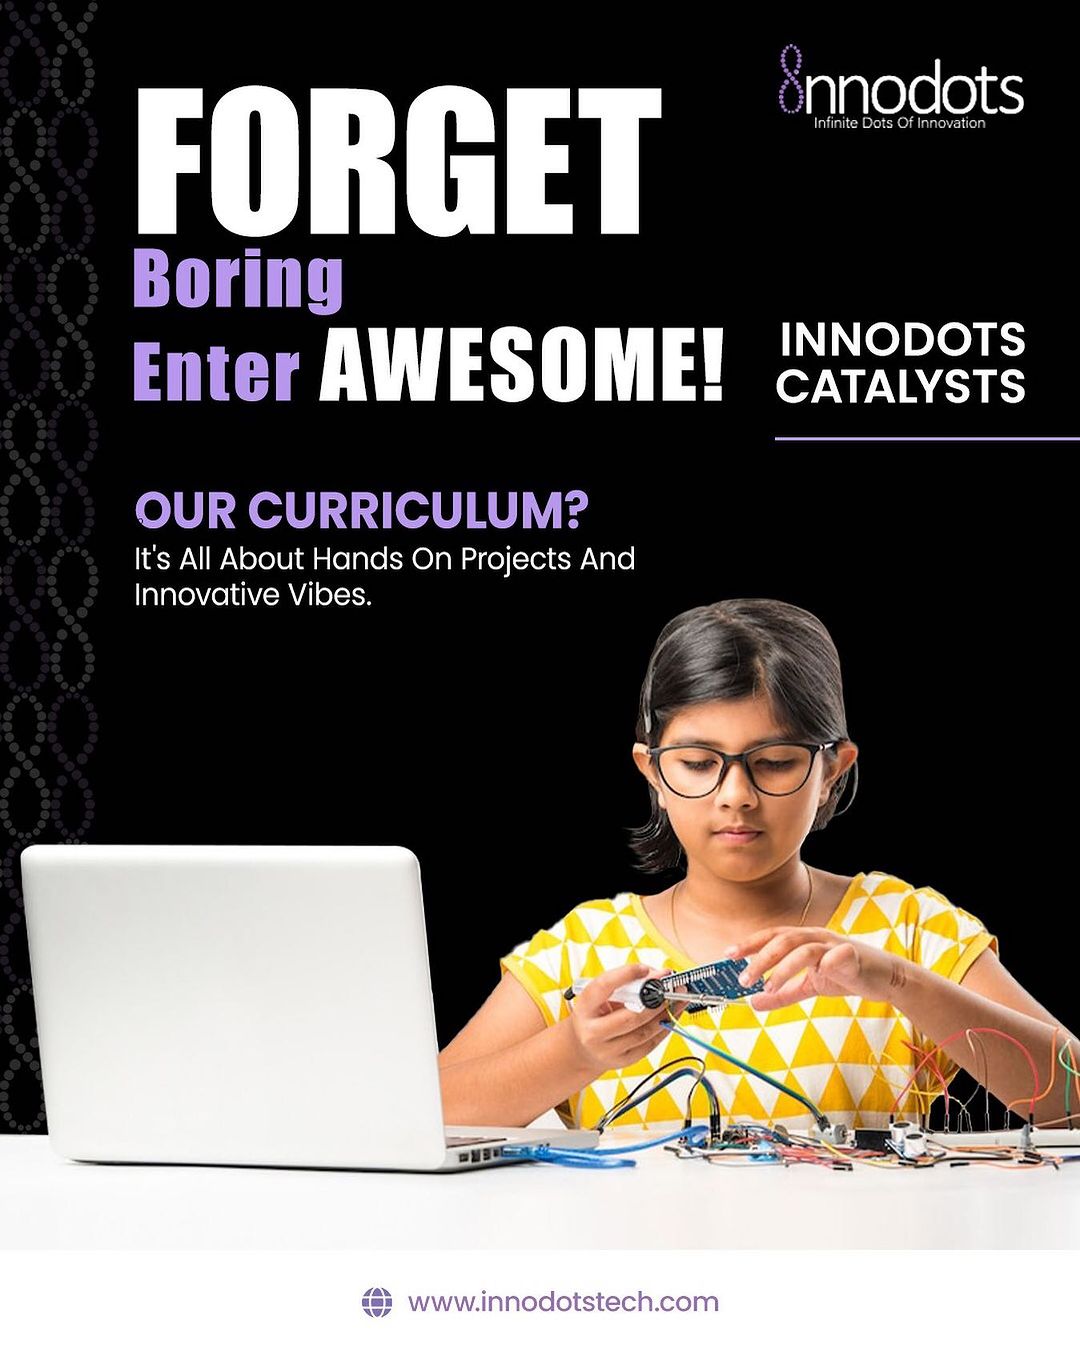 Innodots
Infinite Dots Of Innovation
FORGET
Boring
Enter AWESOME!
INNODOTS
CATALYSTS
OUR CURRICULUM?
It's All About Hands On Projects And
Innovative Vibes.
www.innodotstech.com